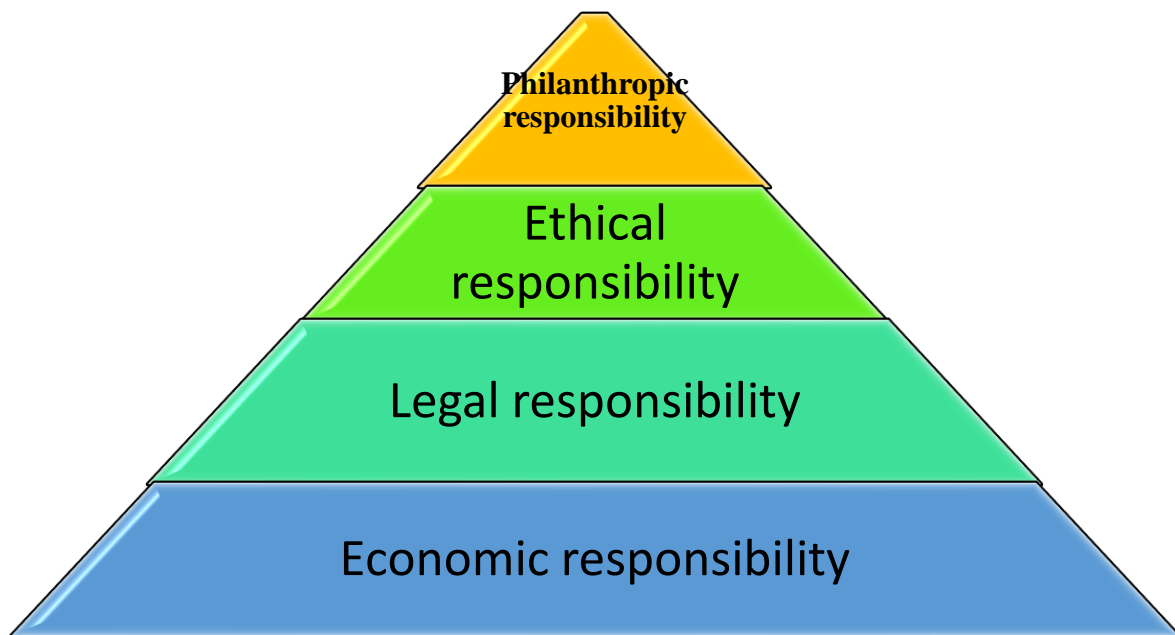 Philanthropic
responsibility
Ethical
responsibility
Legal responsibility
Economic responsibility